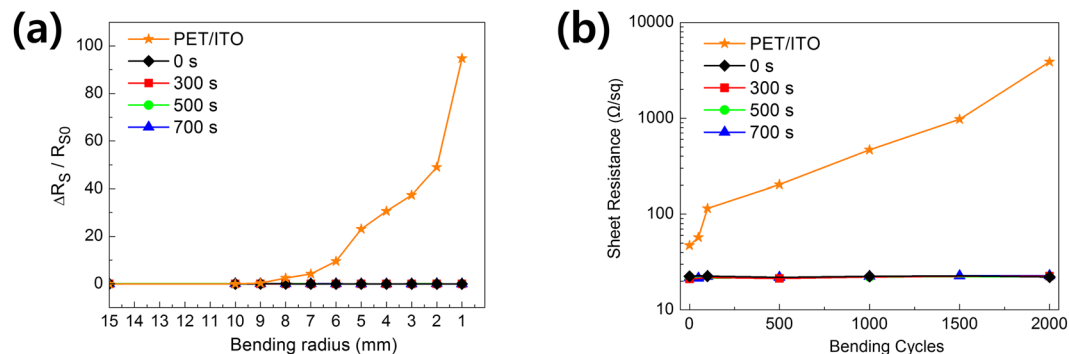 (a)
100
80
60
40
20
0
ΔR_S / R_S0
PET/ITO
0 s
300 s
500 s
700 s
15 14 13 12 11 10 9 8 7 6 5 4 3 2 1
Bending radius (mm)
(b)
10000
1000
100
10
Sheet Resistance (Ω/sq)
PET/ITO
0 s
300 s
500 s
700 s
0 500 1000 1500 2000
Bending Cycles